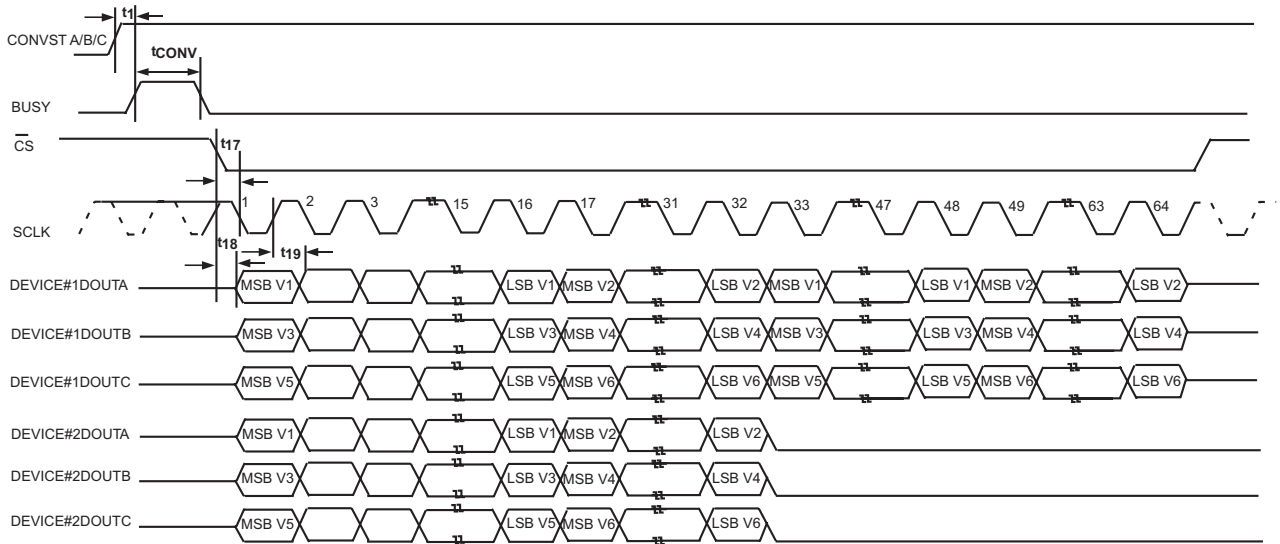 t1
CONVST A/B/C
tCONV
BUSY
CS
t17
1 2 3 15 16 17 31 32 33 47 48 49 63 64
SCLK
t18 t19
DEVICE#1DOUTA MSB V1 LSB V1 MSB V2 LSB V2 MSB V1 LSB V1 MSB V2 LSB V2
DEVICE#1DOUTB MSB V3 LSB V3 MSB V4 LSB V4 MSB V3 LSB V3 MSB V4 LSB V4
DEVICE#1DOUTC MSB V5 LSB V5 MSB V6 LSB V6 MSB V5 LSB V5 MSB V6 LSB V6
DEVICE#2DOUTA MSB V1 LSB V1 MSB V2 LSB V2
DEVICE#2DOUTB MSB V3 LSB V3 MSB V4 LSB V4
DEVICE#2DOUTC MSB V5 LSB V5 MSB V6 LSB V6